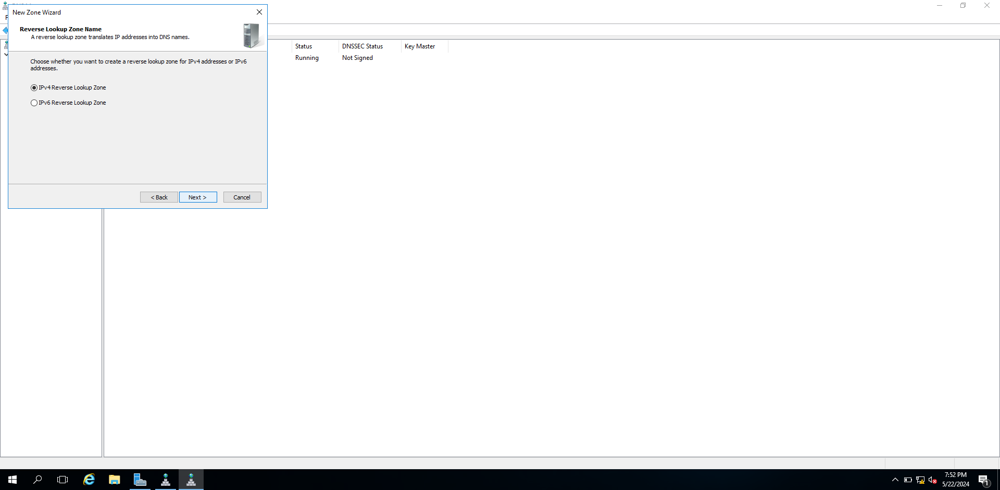 New Zone Wizard
Reverse Lookup Zone Name
A reverse lookup zone translates IP addresses into DNS names.
Choose whether you want to create a reverse lookup zone for IPv4 addresses or IPv6
addresses.
IPv4 Reverse Lookup Zone
IPv6 Reverse Lookup Zone
< Back
Next >
Cancel
Status
DNSSEC Status
Key Master
Running
Not Signed
7:52 PM
5/22/2024
1